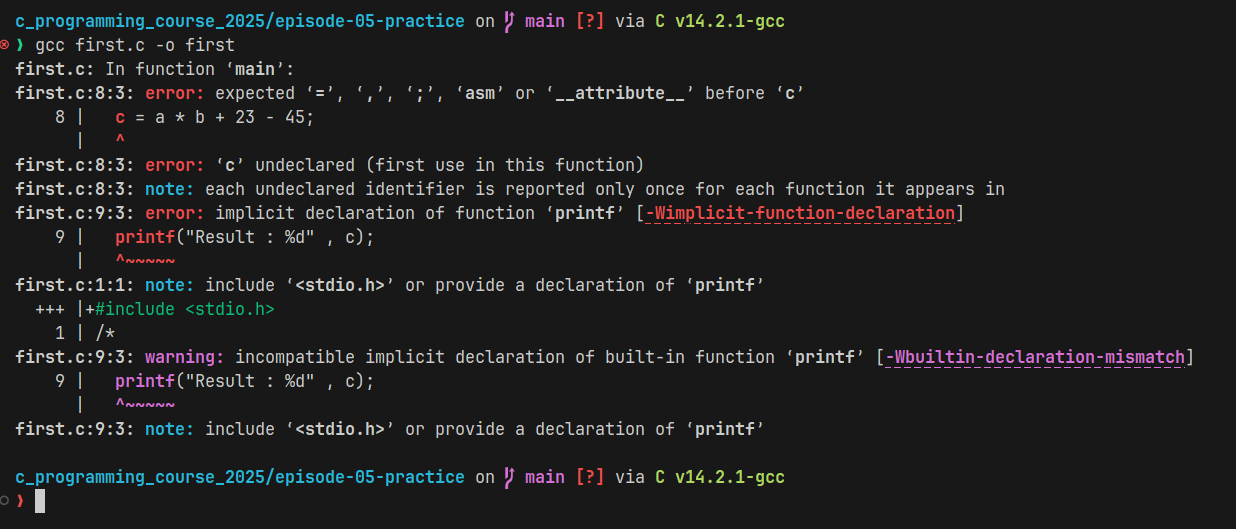 c_programming_course_2025/episode-05-practice on main [?] via C v14.2.1-gcc
❯ gcc first.c -o first
first.c: In function ‘main’:
first.c:8:3: error: expected ‘=’, ‘,’, ‘;’, ‘asm’ or ‘__attribute__’ before ‘c’
    8 |   c = a * b + 23 - 45;
      |   ^
first.c:8:3: error: ‘c’ undeclared (first use in this function)
first.c:8:3: note: each undeclared identifier is reported only once for each function it appears in
first.c:9:3: error: implicit declaration of function ‘printf’ [-Wimplicit-function-declaration]
    9 |   printf("Result : %d" , c);
      |   ^~~~~~
first.c:1:1: note: include ‘<stdio.h>’ or provide a declaration of ‘printf’
  +++ |+#include <stdio.h>
    1 | /*
first.c:9:3: warning: incompatible implicit declaration of built-in function ‘printf’ [-Wbuiltin-declaration-mismatch]
    9 |   printf("Result : %d" , c);
      |   ^~~~~~
first.c:9:3: note: include ‘<stdio.h>’ or provide a declaration of ‘printf’
c_programming_course_2025/episode-05-practice on main [?] via C v14.2.1-gcc
❯